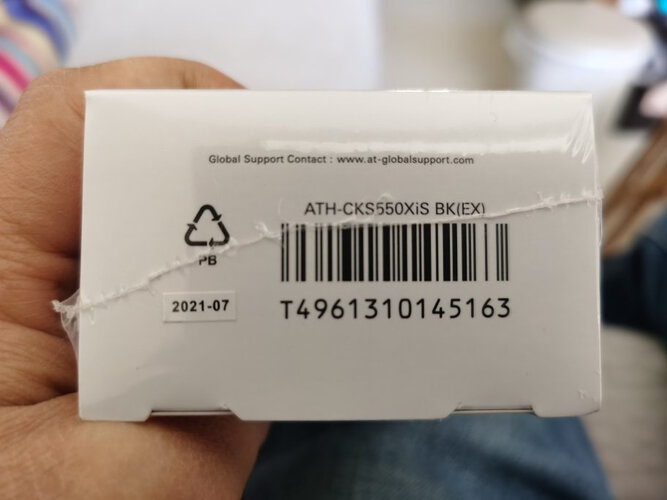 Global Support Contact : www.at-globalsupport.com
ATH-CKS550XiS BK(EX)
PB
2021-07
T4961310145163